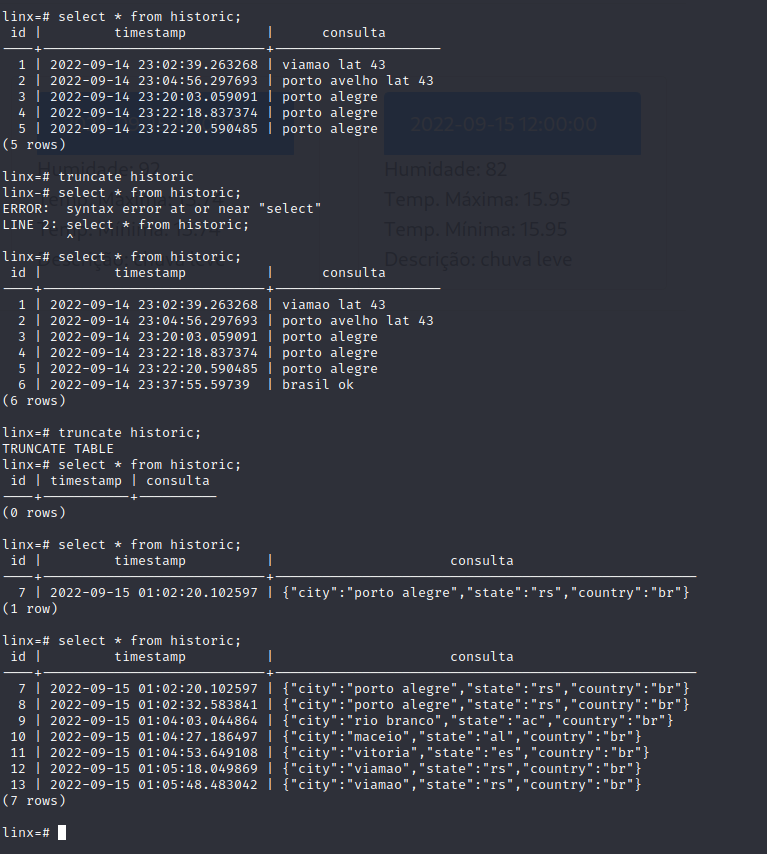 linx=# select * from historic;
 id |         timestamp          |      consulta
----+----------------------------+--------------------
  1 | 2022-09-14 23:02:39.263268 | viamao lat 43
  2 | 2022-09-14 23:04:56.297693 | porto avelho lat 43
  3 | 2022-09-14 23:20:03.059091 | porto alegre
  4 | 2022-09-14 23:22:18.837374 | porto alegre
  5 | 2022-09-14 23:22:20.590485 | porto alegre
(5 rows)
2022-09-15 12:00:00
Humidade: 92
Humidade: 82
linx=# truncate historic
linx=# select * from historic;
Temp. Máxima: 15.95
ERROR:  syntax error at or near "select"
LINE 2: select * from historic;
        ^
Temp. Mínima: 15.95
linx=# select * from historic;
Descrição: chuva leve
 id |         timestamp          |      consulta
----+----------------------------+--------------------
  1 | 2022-09-14 23:02:39.263268 | viamao lat 43
  2 | 2022-09-14 23:04:56.297693 | porto avelho lat 43
  3 | 2022-09-14 23:20:03.059091 | porto alegre
  4 | 2022-09-14 23:22:18.837374 | porto alegre
  5 | 2022-09-14 23:22:20.590485 | porto alegre
  6 | 2022-09-14 23:37:55.59739  | brasil ok
(6 rows)
linx=# truncate historic;
TRUNCATE TABLE
linx=# select * from historic;
 id | timestamp | consulta
----+-----------+----------
(0 rows)
linx=# select * from historic;
 id |         timestamp          |                      consulta
----+----------------------------+-----------------------------------------------------
  7 | 2022-09-15 01:02:20.102597 | {"city":"porto alegre","state":"rs","country":"br"}
(1 row)
linx=# select * from historic;
 id |         timestamp          |                      consulta
----+----------------------------+-----------------------------------------------------
  7 | 2022-09-15 01:02:20.102597 | {"city":"porto alegre","state":"rs","country":"br"}
  8 | 2022-09-15 01:02:32.583841 | {"city":"porto alegre","state":"rs","country":"br"}
  9 | 2022-09-15 01:04:03.044864 | {"city":"rio branco","state":"ac","country":"br"}
 10 | 2022-09-15 01:04:27.186497 | {"city":"maceio","state":"al","country":"br"}
 11 | 2022-09-15 01:04:53.649108 | {"city":"vitoria","state":"es","country":"br"}
 12 | 2022-09-15 01:05:18.049869 | {"city":"viamao","state":"rs","country":"br"}
 13 | 2022-09-15 01:05:48.483042 | {"city":"viamao","state":"rs","country":"br"}
(7 rows)
linx=#